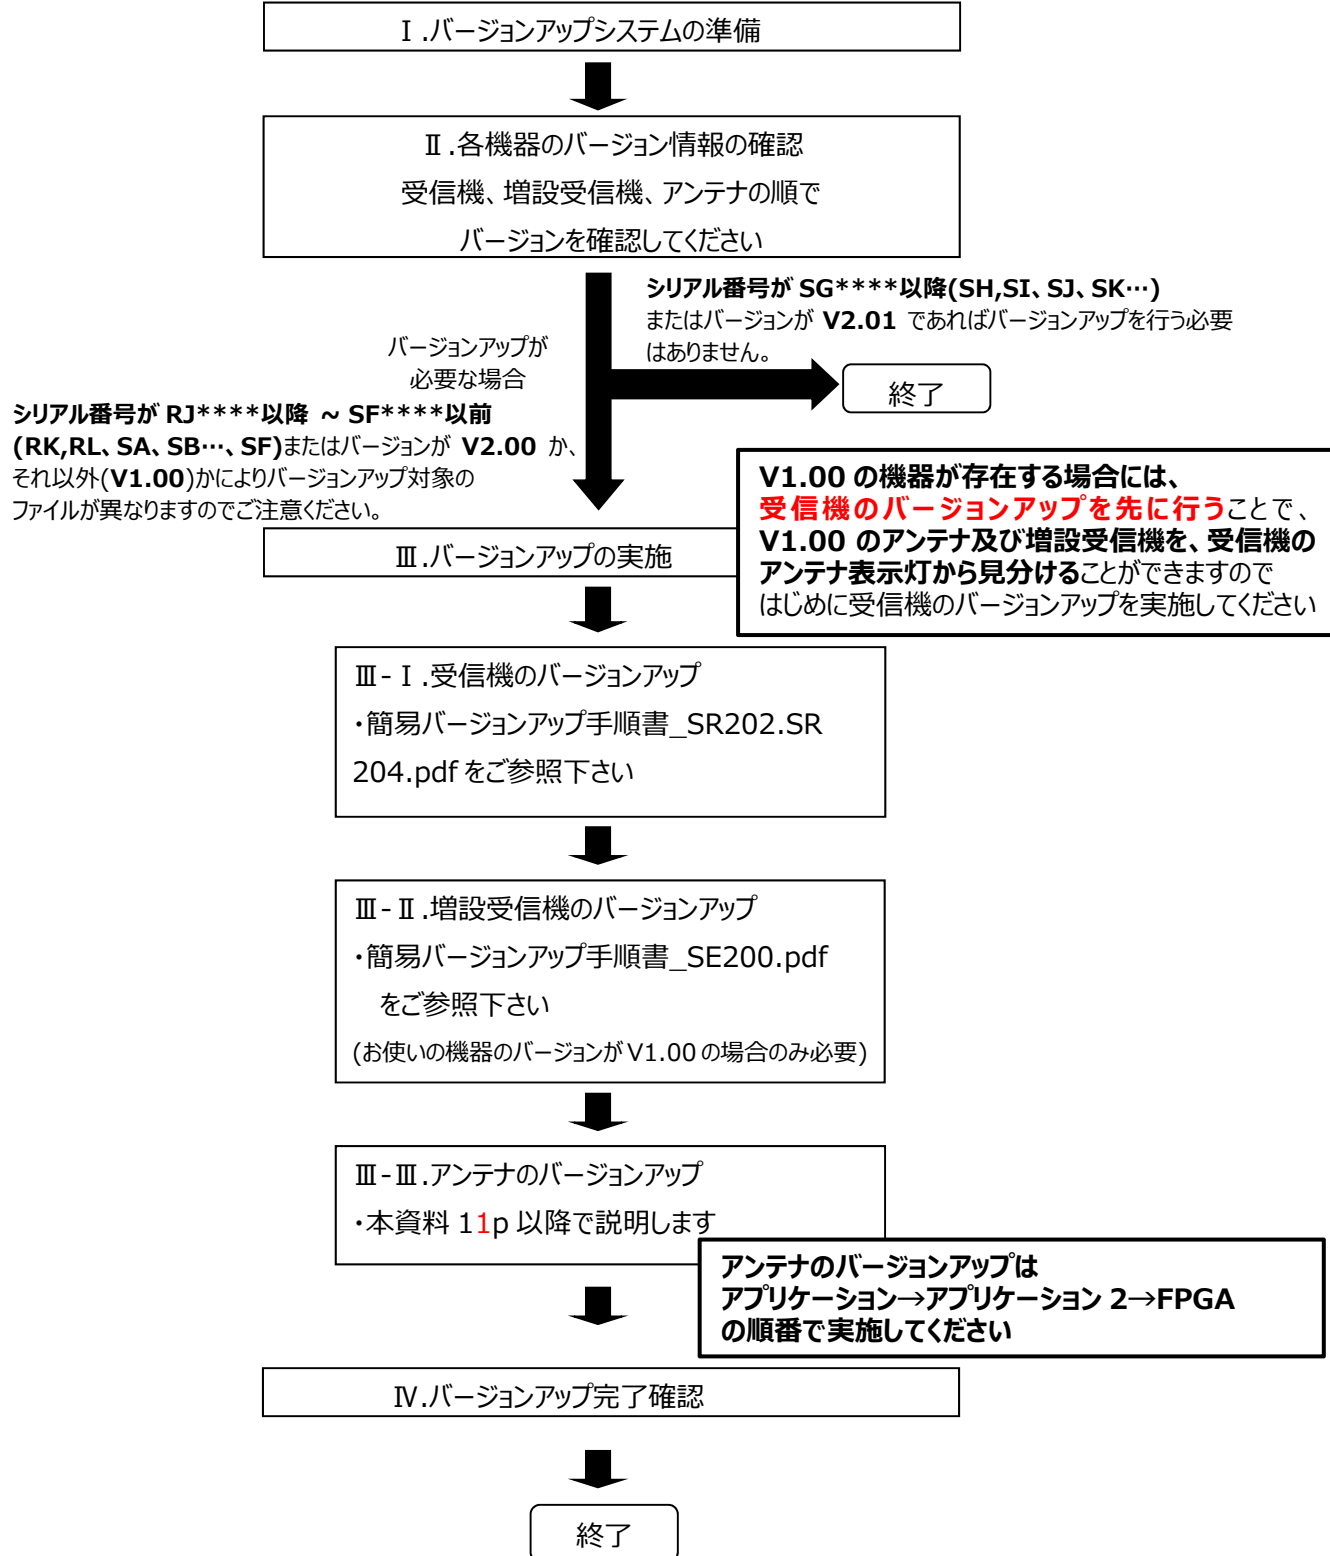 Ⅰ.バージョンアップシステムの準備
Ⅱ.各機器のバージョン情報の確認
受信機、増設受信機、アンテナの順で
バージョンを確認してください
シリアル番号が SG****以降(SH,SI、SJ、SK…)
またはバージョンが V2.01 であればバージョンアップを行う必要
はありません。
バージョンアップが
必要な場合
終了
シリアル番号が RJ****以降 ~ SF****以前
(RK,RL、SA、SB…、SF)またはバージョンが V2.00 か、
それ以外(V1.00)かによりバージョンアップ対象の
ファイルが異なりますのでご注意ください。
V1.00 の機器が存在する場合には、
受信機のバージョンアップを先に行うことで、
V1.00 のアンテナ及び増設受信機を、受信機の
アンテナ表示灯から見分けることができますので
はじめに受信機のバージョンアップを実施してください
Ⅲ.バージョンアップの実施
Ⅲ-Ⅰ.受信機のバージョンアップ
・簡易バージョンアップ手順書_SR202.SR
204.pdf をご参照下さい
Ⅲ-Ⅱ.増設受信機のバージョンアップ
・簡易バージョンアップ手順書_SE200.pdf
をご参照下さい
(お使いの機器のバージョンが V1.00 の場合のみ必要)
Ⅲ-Ⅲ.アンテナのバージョンアップ
・本資料 11p 以降で説明します
アンテナのバージョンアップは
アプリケーション→アプリケーション 2→FPGA
の順番で実施してください
Ⅳ.バージョンアップ完了確認
終了